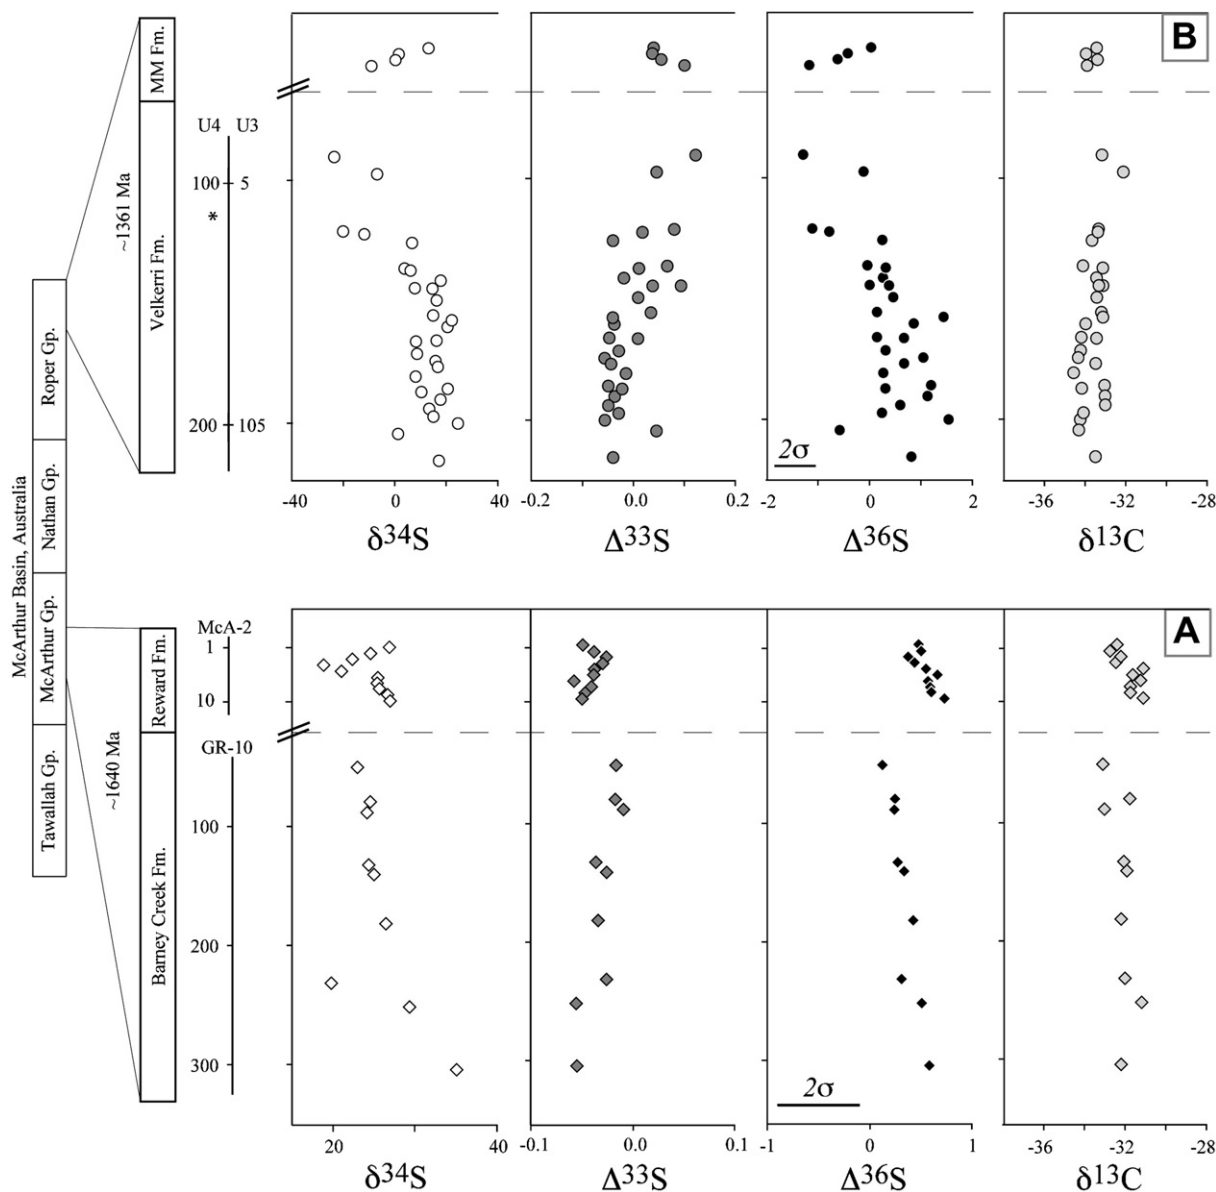 McArthur Basin, Australia
Roper Gp.
Nathan Gp.
McArthur Gp.
Tawallah Gp.
MM Fm.
Velkerri Fm.
~1361 Ma
U4 U3
100 5
*
200 105
B
2σ
-40 0 40
-0.2 0.0 0.2
-2 0 2
-36 -32 -28
δ34S Δ33S Δ36S δ13C
Reward Fm.
Barney Creek Fm.
~1640 Ma
McA-2
1
10
GR-10
100
200
300
A
2σ
20 40
-0.1 0.0 0.1
-1 0 1
-36 -32 -28
δ34S Δ33S Δ36S δ13C